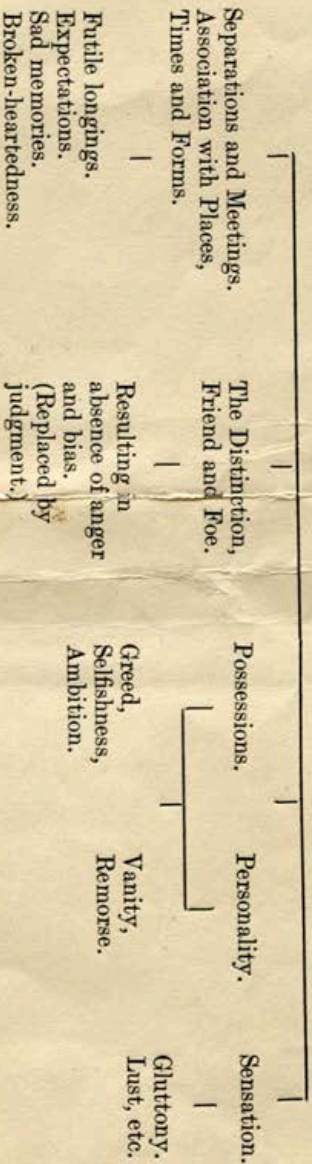 Separations and Meetings.
Association with Places,
Times and Forms.
Futile longings.
Expectations.
Sad memories.
Broken-heartedness.
The Distinction,
Friend and Foe.
Resulting in
absence of anger
and bias.
(Replaced by
judgment.)
Possessions.
Personality.
Greed,
Selfishness,
Ambition.
Vanity,
Remorse.
Sensation.
Gluttony.
Lust, etc.